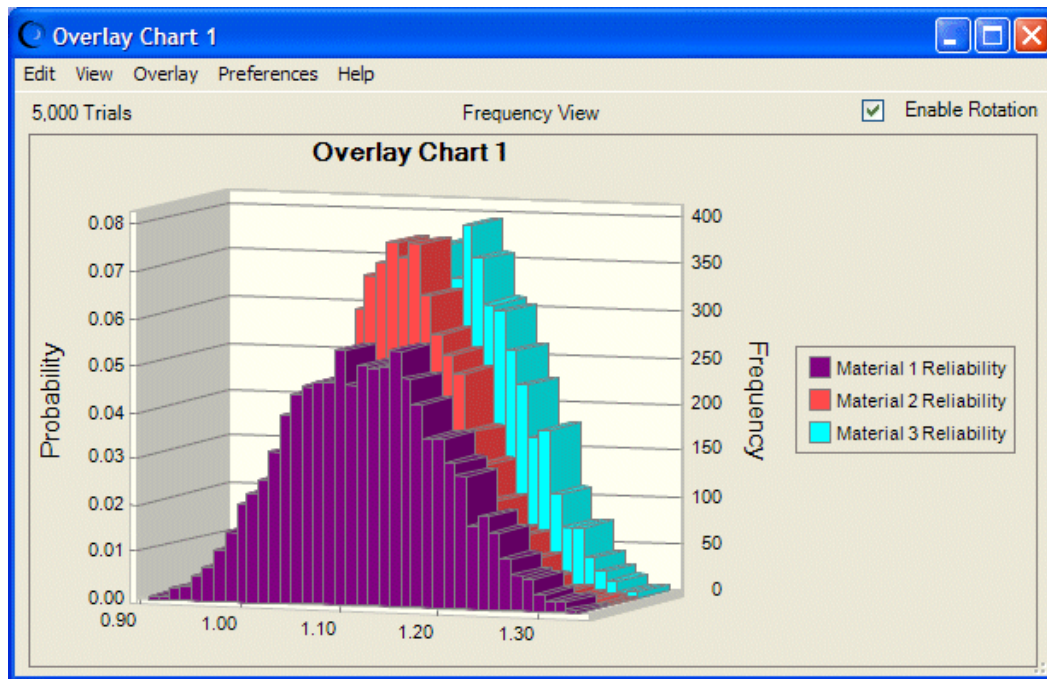 Overlay Chart 1
Edit View Overlay Preferences Help
5,000 Trials Frequency View Enable Rotation
Overlay Chart 1
Probability
0.08
0.07
0.06
0.05
0.04
0.03
0.02
0.01
0.00
0.90 1.00 1.10 1.20 1.30
400
350
300
250
200
150
100
50
0
Frequency
Material 1 Reliability
Material 2 Reliability
Material 3 Reliability